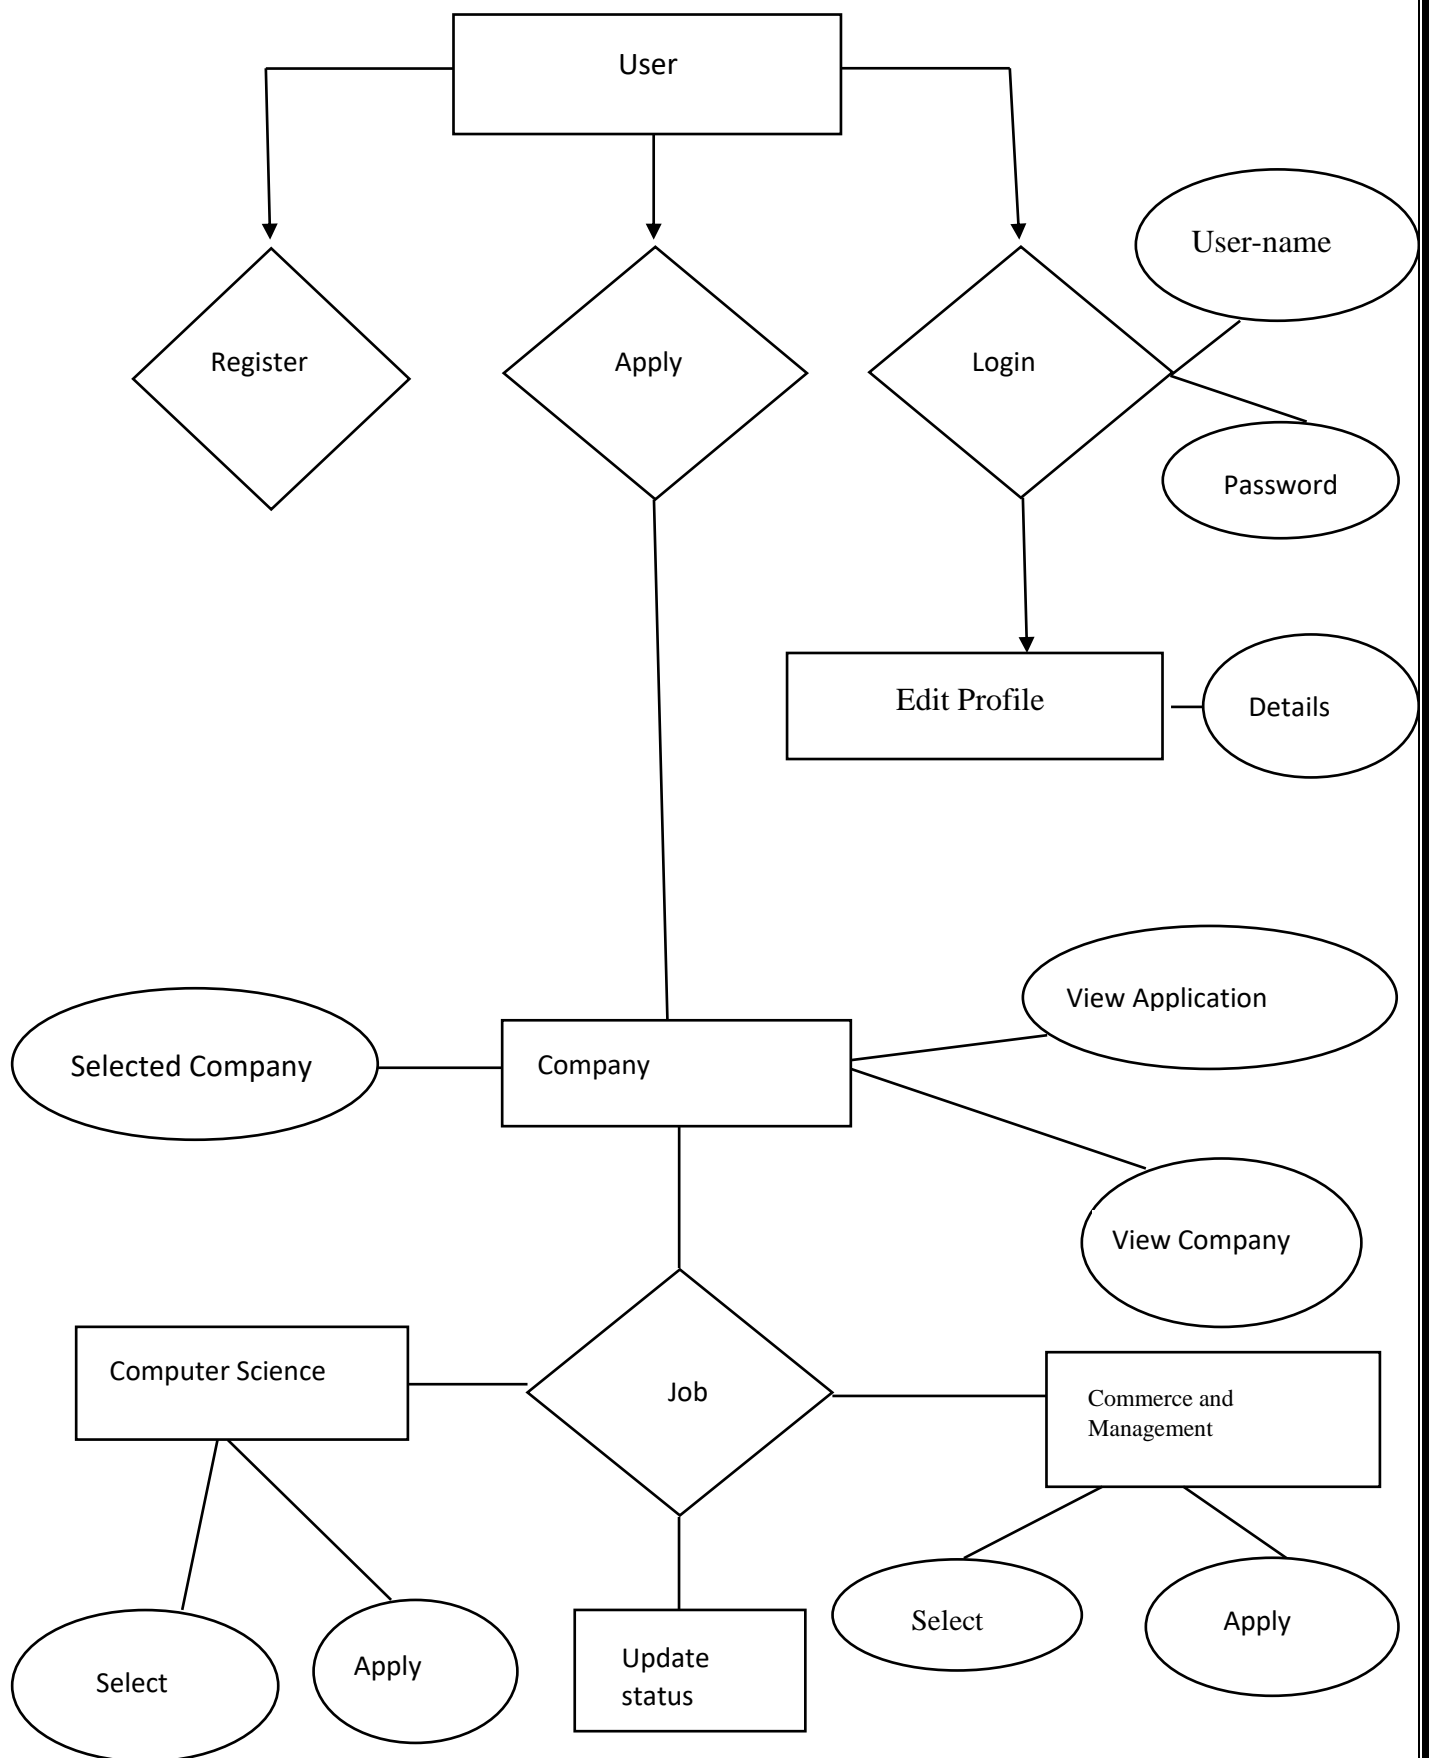 User
User-name
Register
Apply
Login
Password
Edit Profile
Details
View Application
Selected Company
Company
View Company
Computer Science
Job
Commerce and
Management
Select
Apply
Update
status
Select
Apply